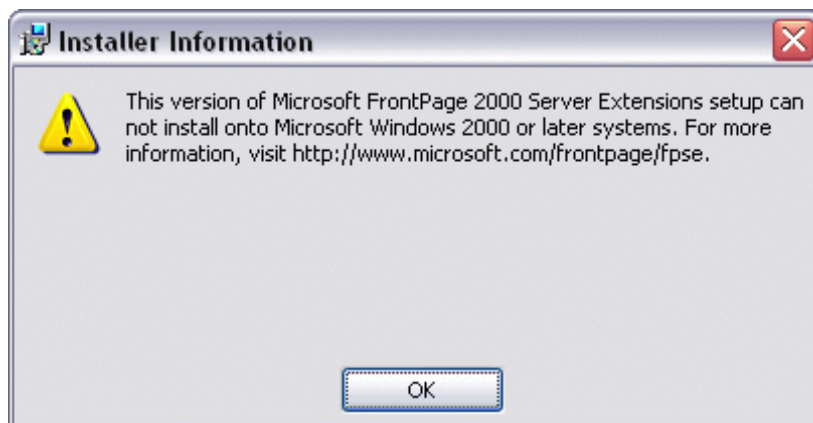 Installer Information
This version of Microsoft FrontPage 2000 Server Extensions setup can
not install onto Microsoft Windows 2000 or later systems. For more
information, visit http://www.microsoft.com/frontpage/fpse.
OK